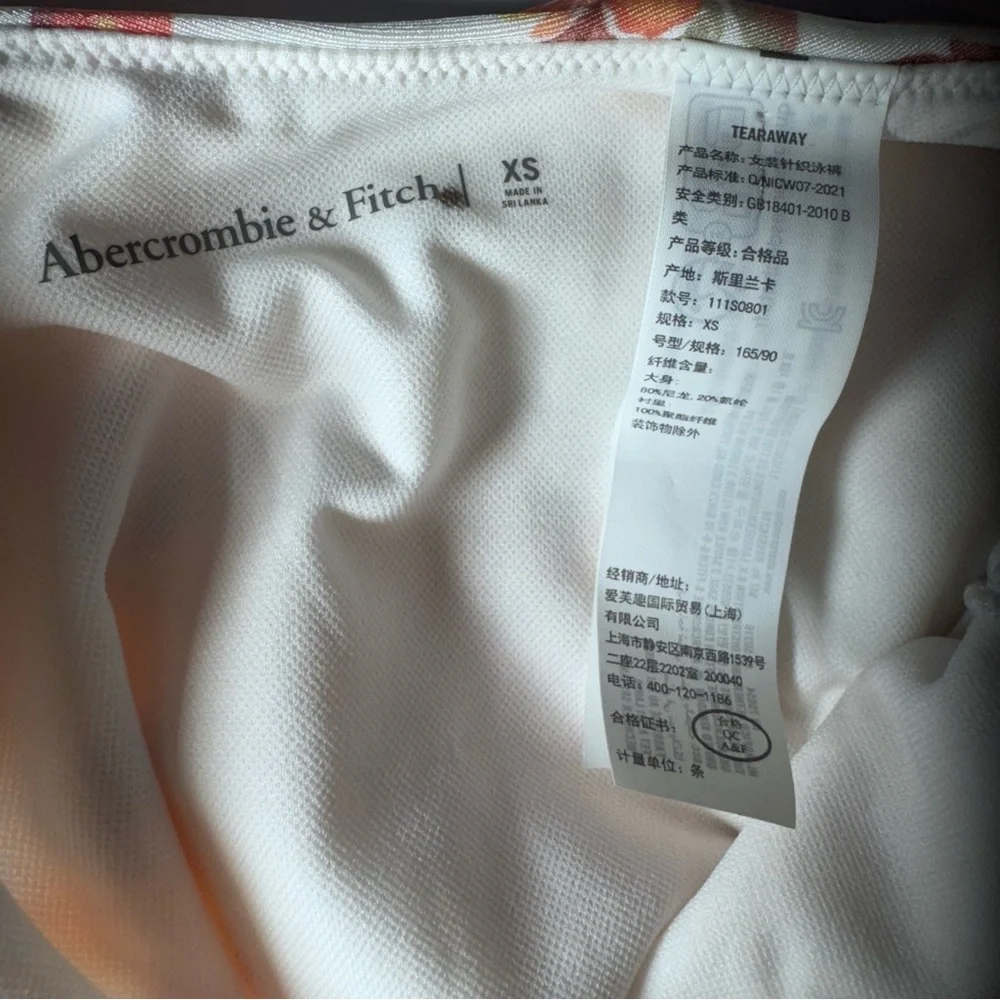 Abercrombie & Fitch
XS
MADE IN
SRI LANKA
TEARAWAY
产品名称: 女装针织泳裤
产品标准: Q/NICW07-2021
安全类别: GB18401-2010 B
类
产品等级: 合格品
产地: 斯里兰卡
款号: 111S0801
规格: XS
号型/规格: 165/90
纤维含量:
大身:
80%尼龙, 20%氨纶
衬里:
100%聚酯纤维
装饰物除外
经销商/地址:
爱芙趣国际贸易(上海)
有限公司
上海市静安区南京西路1539号
二座22层2202室 200040
电话: 400-120-1186
合格证书:
合格
QC
A&F
计量单位: 条